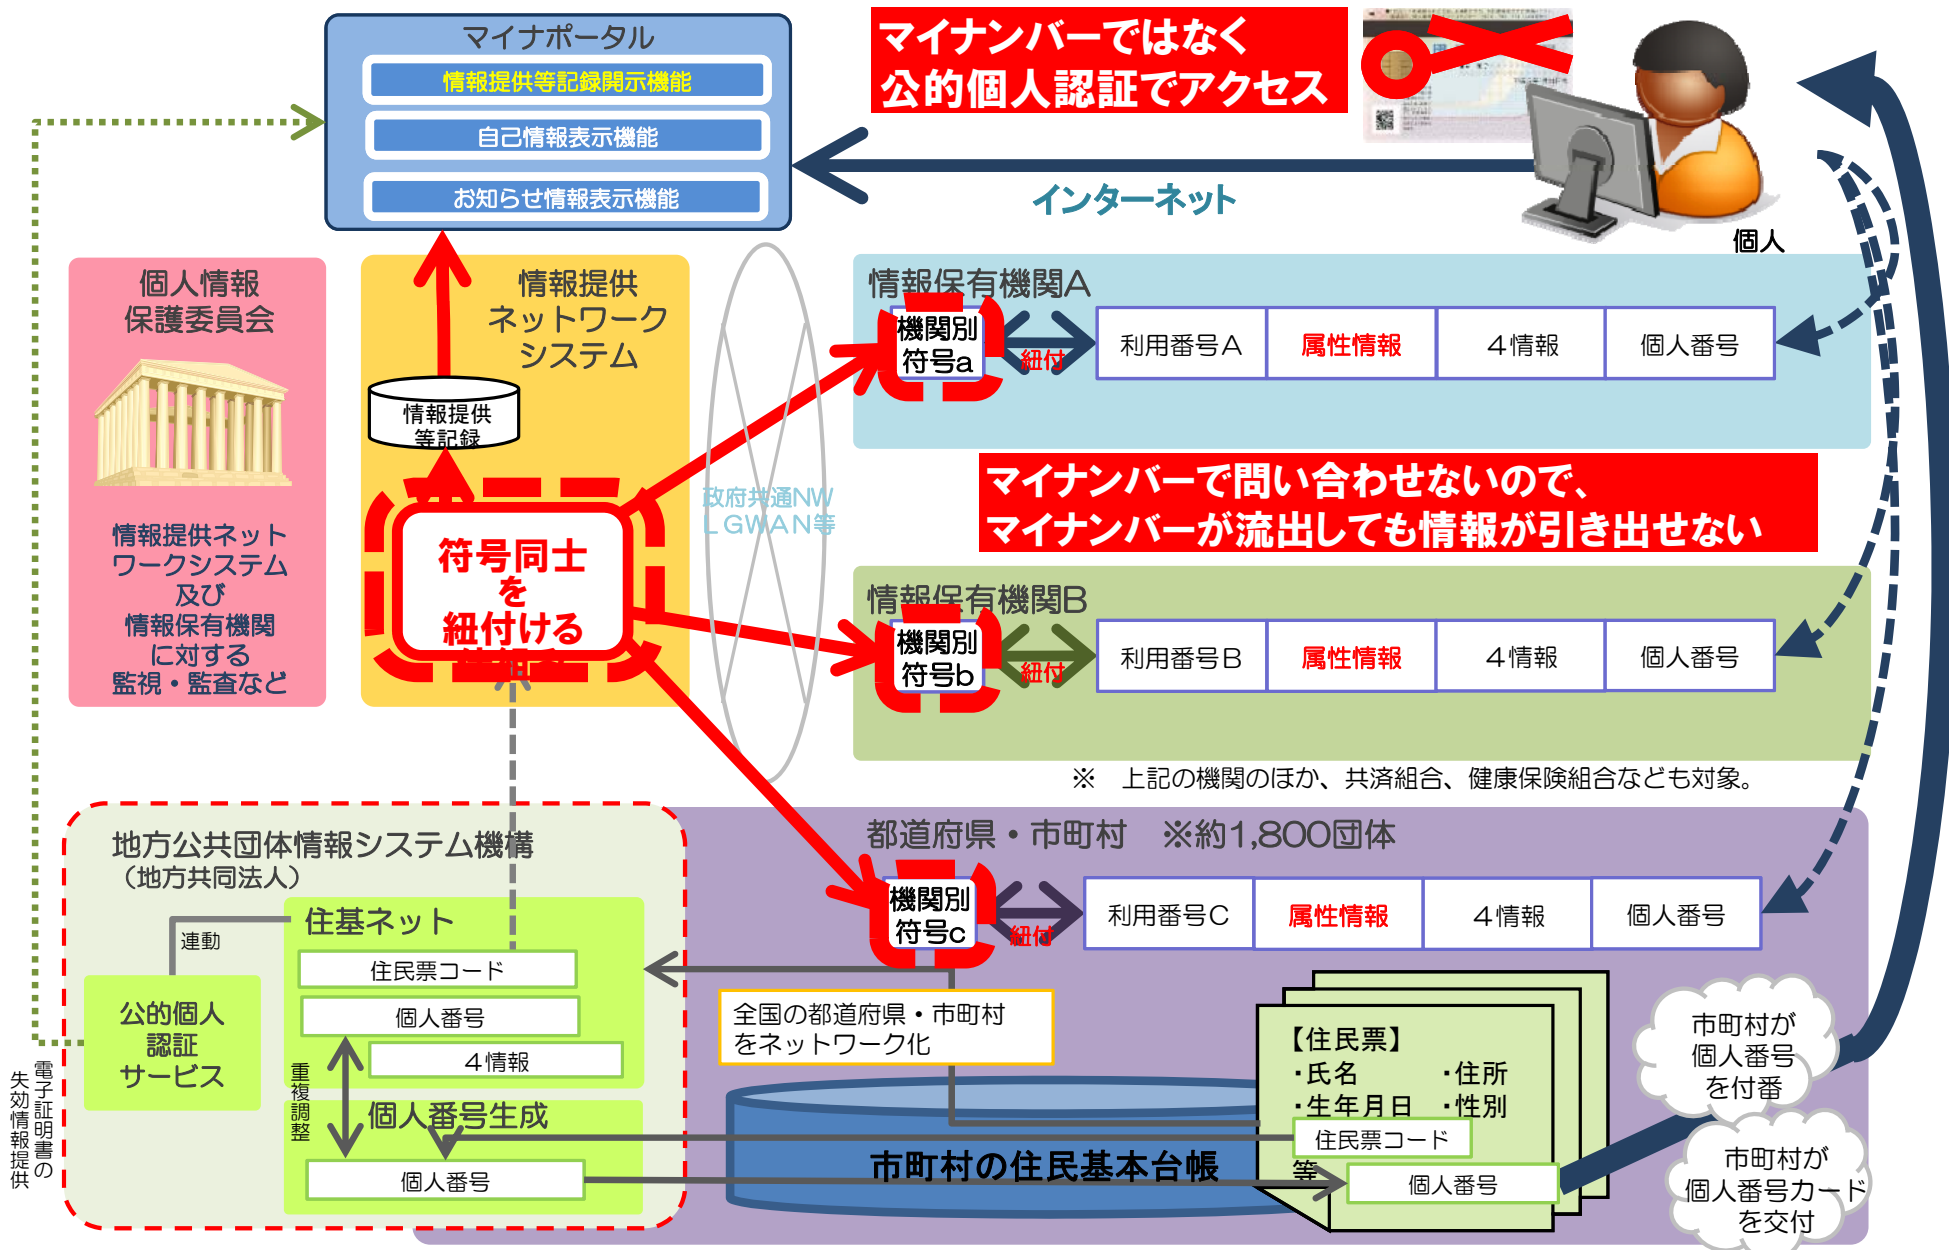 マイナポータル
情報提供等記録開示機能
自己情報表示機能
お知らせ情報表示機能
マイナンバーではなく
公的個人認証でアクセス
インターネット
個人
個人情報
保護委員会
情報提供ネット
ワークシステム
及び
情報保有機関
に対する
監視・監査など
情報提供
ネットワーク
システム
情報提供
等記録
符号同士
を
紐付ける
政府共通NW
LGWAN等
情報保有機関A
機関別
符号a
紐付
利用番号A
属性情報
4情報
個人番号
マイナンバーで問い合わせないので、
マイナンバーが流出しても情報が引き出せない
情報保有機関B
機関別
符号b
紐付
利用番号B
属性情報
4情報
個人番号
※　上記の機関のほか、共済組合、健康保険組合なども対象。
都道府県・市町村　※約1,800団体
機関別
符号c
紐付
利用番号C
属性情報
4情報
個人番号
地方公共団体情報システム機構
（地方共同法人）
住基ネット
連動
住民票コード
個人番号
4情報
公的個人
認証
サービス
重複調整
個人番号生成
個人番号
電子証明書の
失効情報提供
全国の都道府県・市町村
をネットワーク化
市町村の住民基本台帳
【住民票】
・氏名　・住所
・生年月日　・性別
住民票コード
等
個人番号
市町村が
個人番号
を付番
市町村が
個人番号カード
を交付